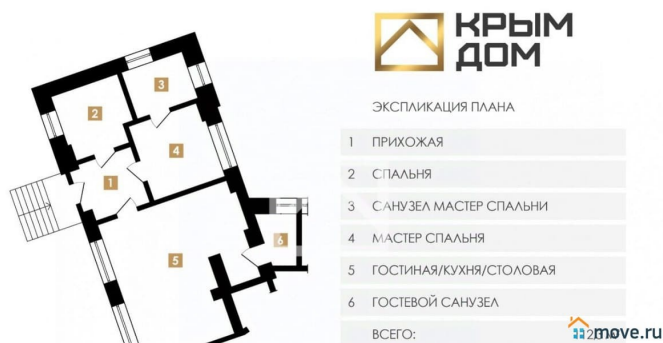 КРЫМ
ДОМ
ЭКСПЛИКАЦИЯ ПЛАНА
1 ПРИХОЖАЯ
2 СПАЛЬНЯ
3 САНУЗЕЛ МАСТЕР СПАЛЬНИ
4 МАСТЕР СПАЛЬНЯ
5 ГОСТИНАЯ/КУХНЯ/СТОЛОВАЯ
6 ГОСТЕВОЙ САНУЗЕЛ
ВСЕГО:
move.ru
3
2
4
1
6
5